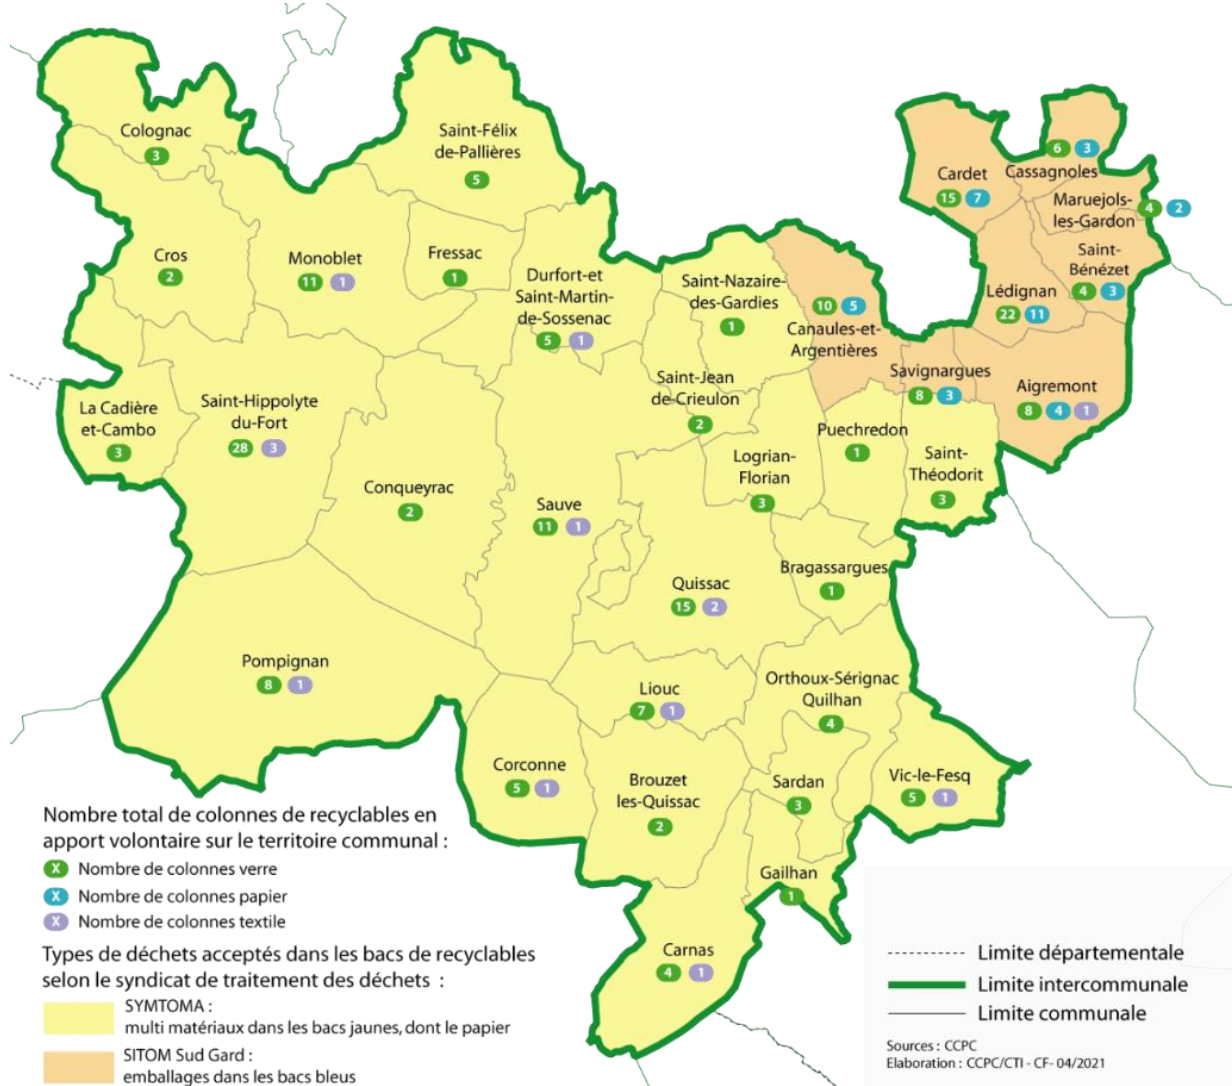 Colognac
3
Saint-Félix
de-Pallières
5
Cardet
15 7
6 3
Cassagnoles
Maruejols-
les-Gardon
4 2
Saint-
Bénézet
4 3
Lédignan
22 11
Cros
2
Monoblet
11 1
Fressac
1
Durfort-et
Saint-Martin-
de-Sossenac
5 1
Saint-Nazaire-
des-Gardies
1
10 5
Canaules-et-
Argentières
Savignargues
8 3
Aigremont
8 4 1
La Cadière
et-Cambo
3
Saint-Hippolyte
du-Fort
28 3
Saint-Jean
de-Crieulon
2
Puechredon
1
Logrian-
Florian
3
Saint-
Théodorit
3
Conqueyrac
2
Sauve
11 1
Quissac
15 2
Bragassargues
1
Pompignan
8 1
Liouc
7 1
Orthoux-Sérignac
Quilhan
4
Corconne
5 1
Brouzet
les-Quissac
2
Sardan
3
Vic-le-Fesq
5 1
Gailhan
1
Carnas
4 1
Nombre total de colonnes de recyclables en
apport volontaire sur le territoire communal :
X Nombre de colonnes verre
X Nombre de colonnes papier
X Nombre de colonnes textile
Types de déchets acceptés dans les bacs de recyclables
selon le syndicat de traitement des déchets :
SYMTOMA :
multi matériaux dans les bacs jaunes, dont le papier
SITOM Sud Gard :
emballages dans les bacs bleus
Limite départementale
Limite intercommunale
Limite communale
Sources : CCPC
Elaboration : CCPC/CTI - CF- 04/2021